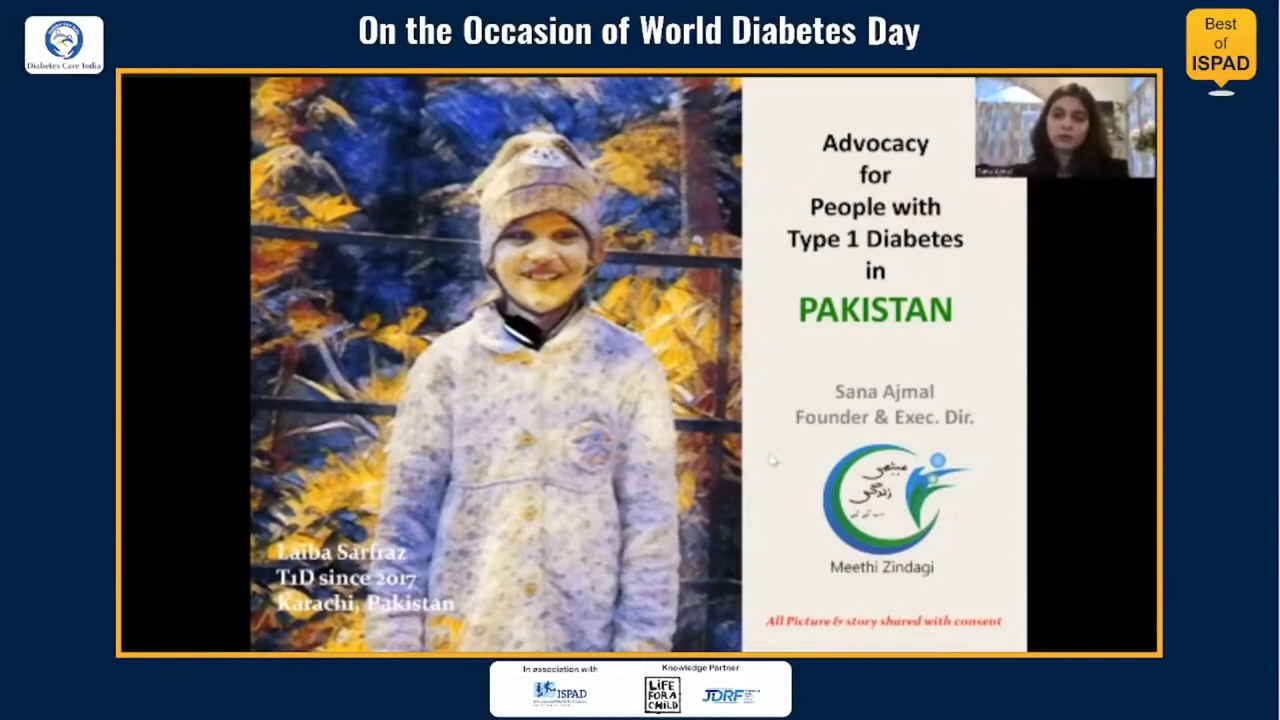 On the Occasion of World Diabetes Day
Diabetes Care India
Best
of
ISPAD
Advocacy
for
People with
Type 1 Diabetes
in
PAKISTAN
Sana Ajmal
Sana Ajmal
Founder & Exec. Dir.
میٹھی
زندگی
Meethi Zindagi
Laiba Sarfraz
T1D since 2017
Karachi, Pakistan
All Picture & story shared with consent
In association with
ISPAD
Knowledge Partner
LIFE
FOR A
CHILD
JDRF